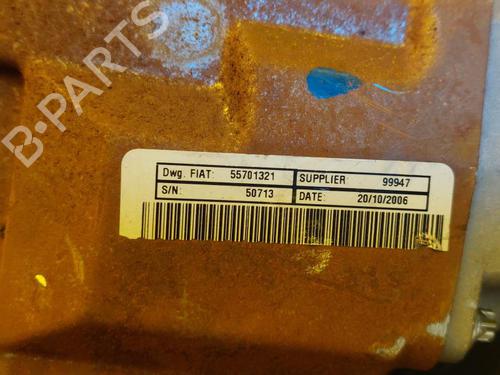 B-PARTS
Dwg. FIAT: 55701321 SUPPLIER 99947
S/N: 50713 DATE: 20/10/2006